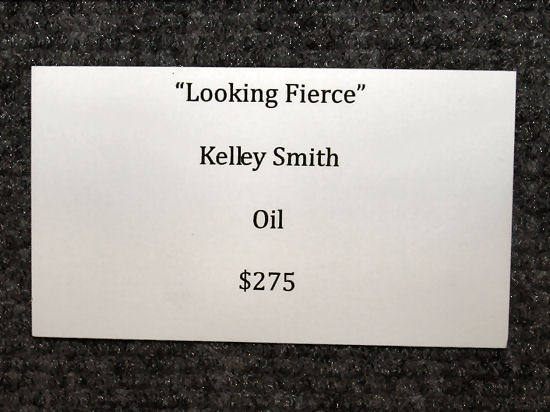 “Looking Fierce”
Kelley Smith
Oil
$275